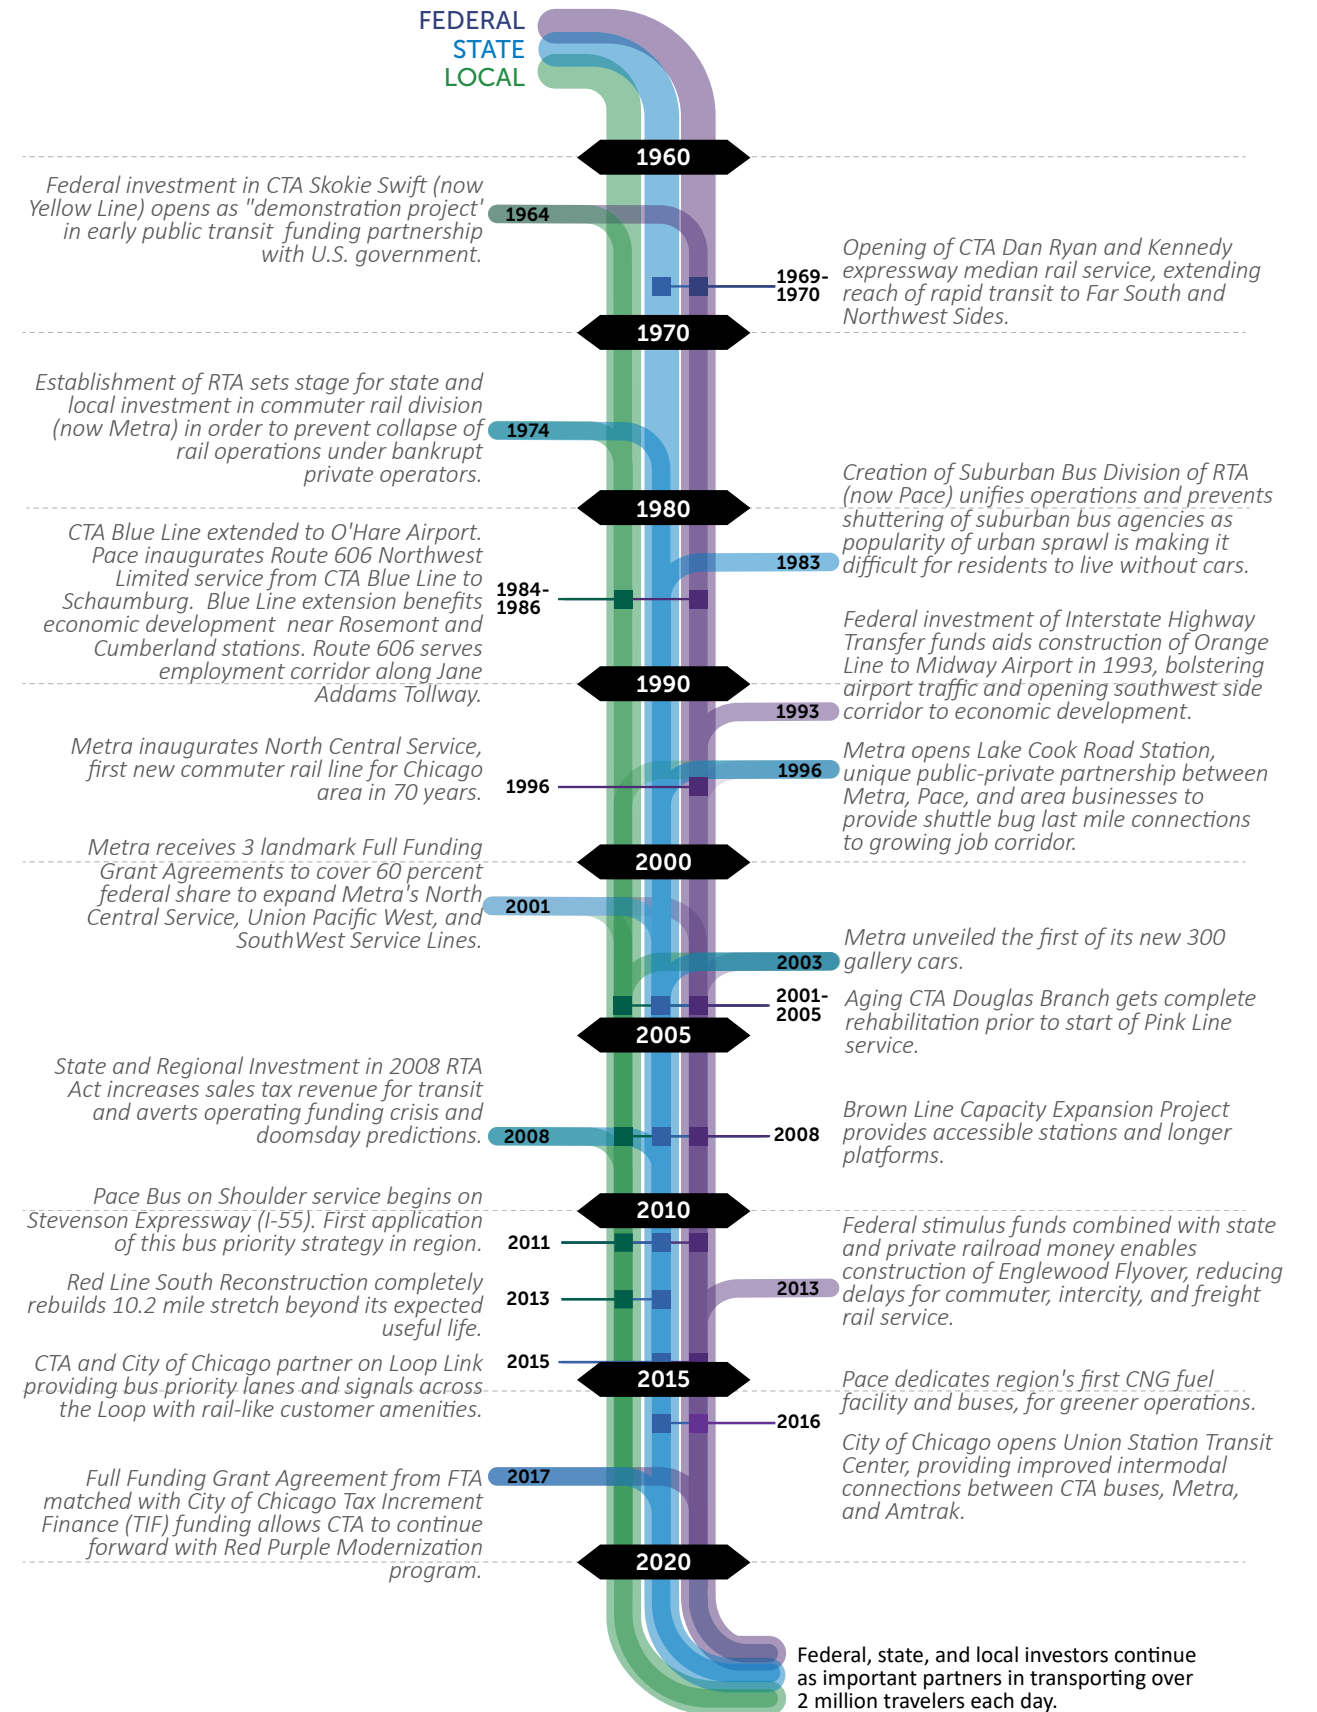 FEDERAL
STATE
LOCAL
1960
Federal investment in CTA Skokie Swift (now
Yellow Line) opens as "demonstration project'
in early public transit funding partnership
with U.S. government.
1964
1969-
1970
Opening of CTA Dan Ryan and Kennedy
expressway median rail service, extending
reach of rapid transit to Far South and
Northwest Sides.
1970
Establishment of RTA sets stage for state and
local investment in commuter rail division
(now Metra) in order to prevent collapse of
rail operations under bankrupt
private operators.
1974
Creation of Suburban Bus Division of RTA
(now Pace) unifies operations and prevents
shuttering of suburban bus agencies as
popularity of urban sprawl is making it
difficult for residents to live without cars.
1983
1980
CTA Blue Line extended to O'Hare Airport.
Pace inaugurates Route 606 Northwest
Limited service from CTA Blue Line to
Schaumburg. Blue Line extension benefits
economic development near Rosemont and
Cumberland stations. Route 606 serves
employment corridor along Jane
Addams Tollway.
1984-
1986
Federal investment of Interstate Highway
Transfer funds aids construction of Orange
Line to Midway Airport in 1993, bolstering
airport traffic and opening southwest side
corridor to economic development.
1993
1990
Metra inaugurates North Central Service,
first new commuter rail line for Chicago
area in 70 years.
1996
1996
Metra opens Lake Cook Road Station,
unique public-private partnership between
Metra, Pace, and area businesses to
provide shuttle bug last mile connections
to growing job corridor.
2000
Metra receives 3 landmark Full Funding
Grant Agreements to cover 60 percent
federal share to expand Metra's North
Central Service, Union Pacific West, and
SouthWest Service Lines.
2001
2003
Metra unveiled the first of its new 300
gallery cars.
2001-
2005
Aging CTA Douglas Branch gets complete
rehabilitation prior to start of Pink Line
service.
2005
State and Regional Investment in 2008 RTA
Act increases sales tax revenue for transit
and averts operating funding crisis and
doomsday predictions.
2008
2008
Brown Line Capacity Expansion Project
provides accessible stations and longer
platforms.
2010
Pace Bus on Shoulder service begins on
Stevenson Expressway (I-55). First application
of this bus priority strategy in region.
2011
Federal stimulus funds combined with state
and private railroad money enables
construction of Englewood Flyover, reducing
delays for commuter, intercity, and freight
rail service.
2013
Red Line South Reconstruction completely
rebuilds 10.2 mile stretch beyond its expected
useful life.
2013
CTA and City of Chicago partner on Loop Link
providing bus priority lanes and signals across
the Loop with rail-like customer amenities.
2015
2015
Pace dedicates region's first CNG fuel
facility and buses, for greener operations.
2016
City of Chicago opens Union Station Transit
Center, providing improved intermodal
connections between CTA buses, Metra,
and Amtrak.
Full Funding Grant Agreement from FTA
matched with City of Chicago Tax Increment
Finance (TIF) funding allows CTA to continue
forward with Red Purple Modernization
program.
2017
2020
Federal, state, and local investors continue
as important partners in transporting over
2 million travelers each day.